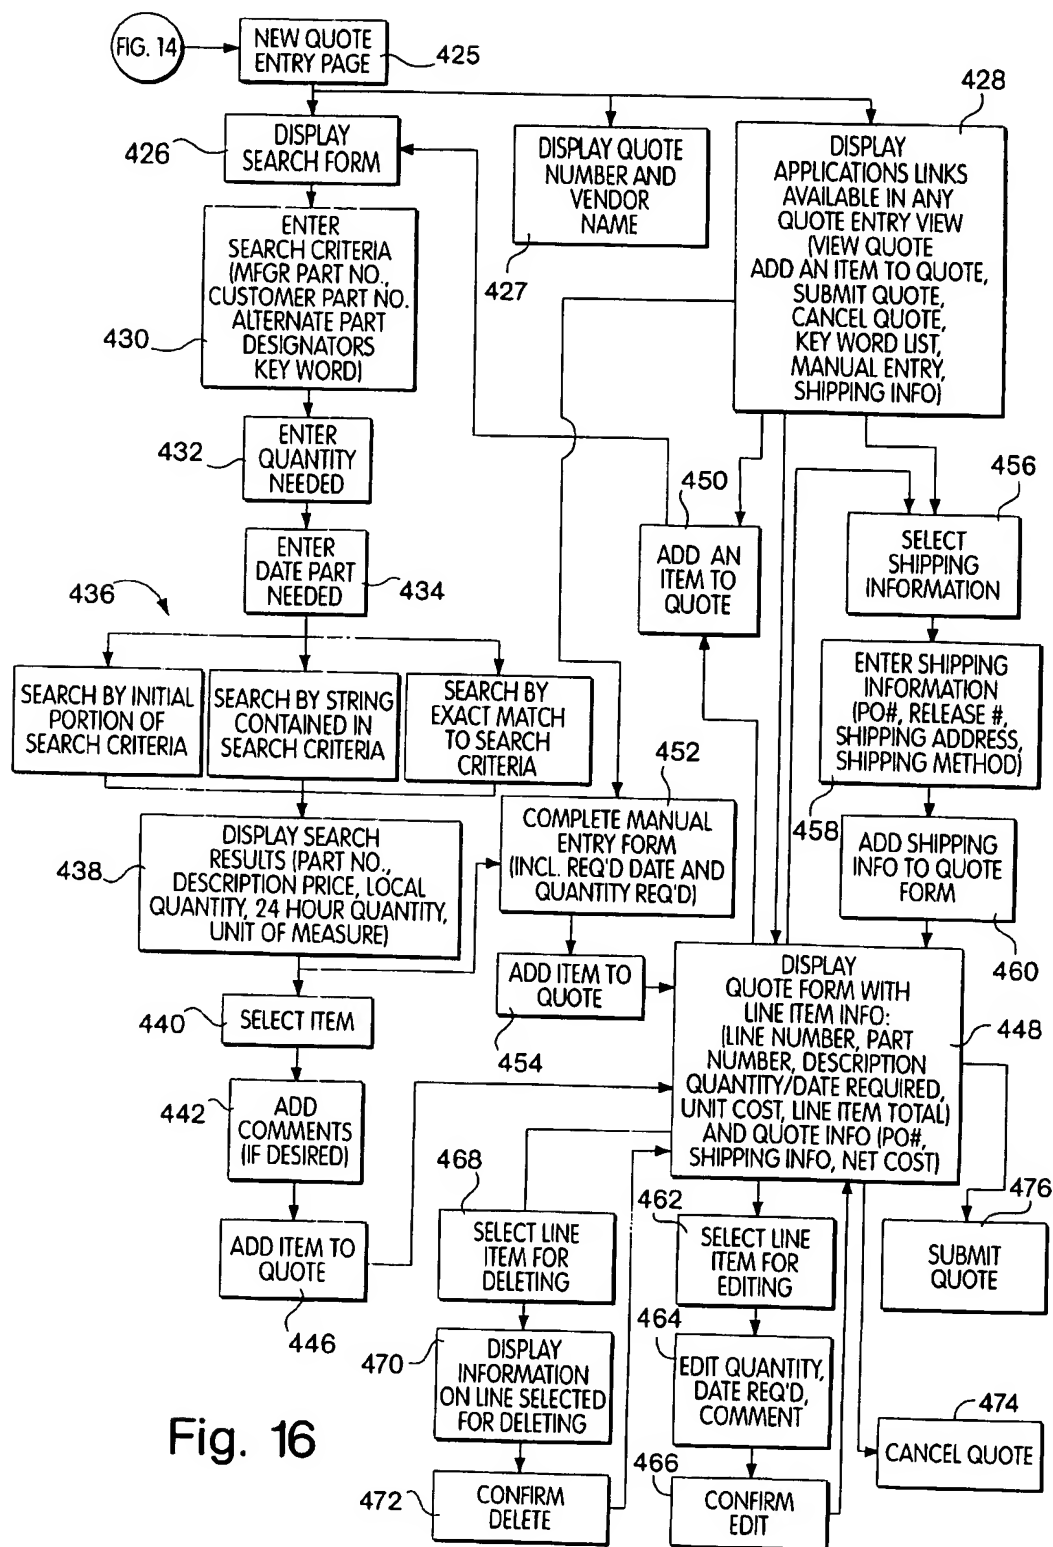 FIG. 14
NEW QUOTE
ENTRY PAGE
425
428
426
DISPLAY
SEARCH FORM
DISPLAY QUOTE
NUMBER AND
VENDOR
NAME
427
DISPLAY
APPLICATIONS LINKS
AVAILABLE IN ANY
QUOTE ENTRY VIEW
(VIEW QUOTE
ADD AN ITEM TO QUOTE,
SUBMIT QUOTE,
CANCEL QUOTE,
KEY WORD LIST,
MANUAL ENTRY,
SHIPPING INFO)
430
ENTER
SEARCH CRITERIA
(MFGR PART NO.,
CUSTOMER PART NO.
ALTERNATE PART
DESIGNATORS
KEY WORD)
432
ENTER
QUANTITY
NEEDED
450
456
434
ENTER
DATE PART
NEEDED
ADD AN
ITEM TO
QUOTE
SELECT
SHIPPING
INFORMATION
436
SEARCH BY INITIAL
PORTION OF
SEARCH CRITERIA
SEARCH BY STRING
CONTAINED IN
SEARCH CRITERIA
SEARCH BY
EXACT MATCH
TO SEARCH
CRITERIA
ENTER SHIPPING
INFORMATION
(PO#, RELEASE #,
SHIPPING ADDRESS,
SHIPPING METHOD)
458
452
438
DISPLAY SEARCH
RESULTS (PART NO.,
DESCRIPTION PRICE, LOCAL
QUANTITY, 24 HOUR QUANTITY,
UNIT OF MEASURE)
COMPLETE MANUAL
ENTRY FORM
(INCL. REQ'D DATE AND
QUANTITY REQ'D)
ADD SHIPPING
INFO TO QUOTE
FORM
460
440
SELECT ITEM
ADD ITEM TO
QUOTE
454
DISPLAY
QUOTE FORM WITH
LINE ITEM INFO:
(LINE NUMBER, PART
NUMBER, DESCRIPTION
QUANTITY/DATE REQUIRED,
UNIT COST, LINE ITEM TOTAL)
AND QUOTE INFO (PO#,
SHIPPING INFO, NET COST)
448
442
ADD
COMMENTS
(IF DESIRED)
468
462
476
ADD ITEM TO
QUOTE
446
SELECT LINE
ITEM FOR
DELETING
SELECT LINE
ITEM FOR
EDITING
SUBMIT
QUOTE
470
DISPLAY
INFORMATION
ON LINE SELECTED
FOR DELETING
464
EDIT QUANTITY,
DATE REQ'D,
COMMENT
474
CANCEL QUOTE
472
CONFIRM
DELETE
466
CONFIRM
EDIT
Fig. 16